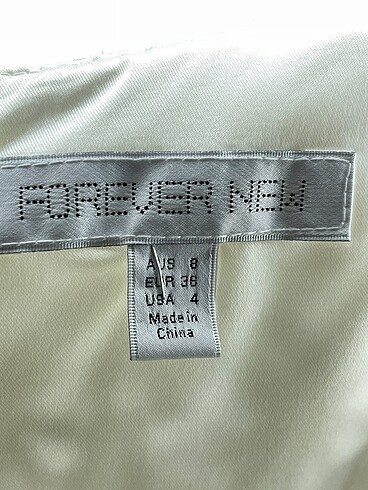 FOREVER NEW
AUS 8
EUR 36
USA 4
Made in
China